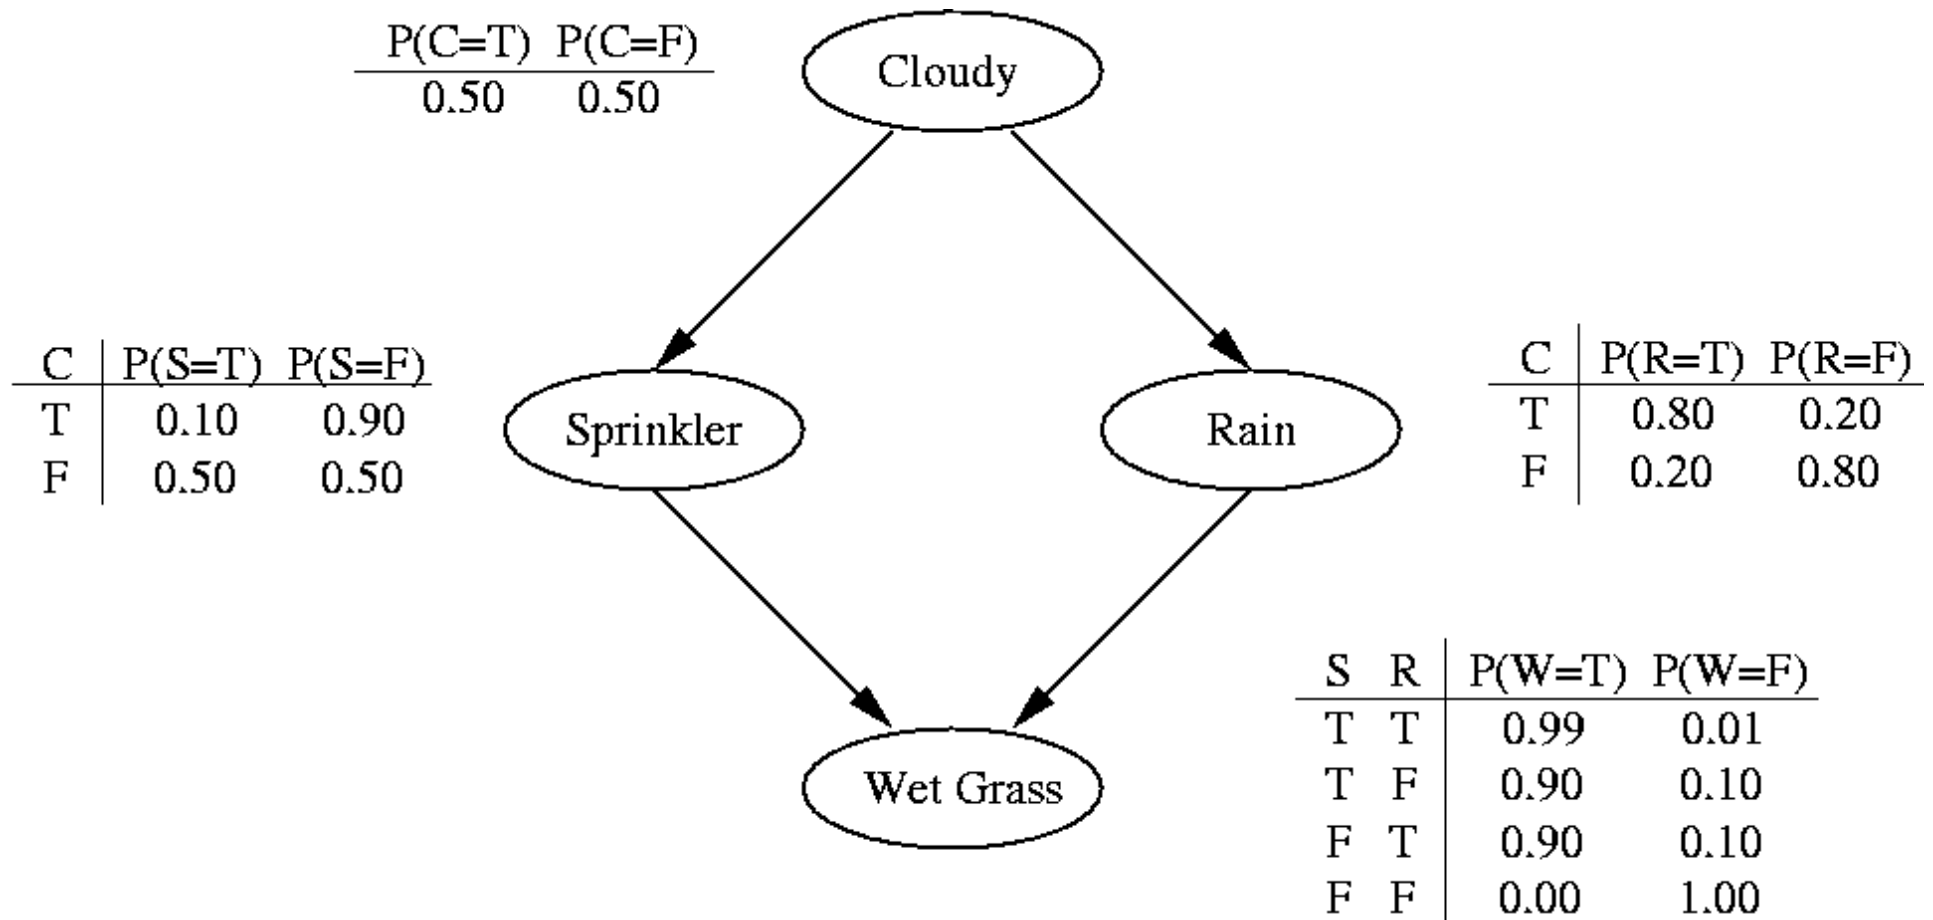 P(C=T) P(C=F)
0.50 0.50
Cloudy
C P(S=T) P(S=F)
T 0.10 0.90
F 0.50 0.50
Sprinkler
Rain
C P(R=T) P(R=F)
T 0.80 0.20
F 0.20 0.80
Wet Grass
S R P(W=T) P(W=F)
T T 0.99 0.01
T F 0.90 0.10
F T 0.90 0.10
F F 0.00 1.00